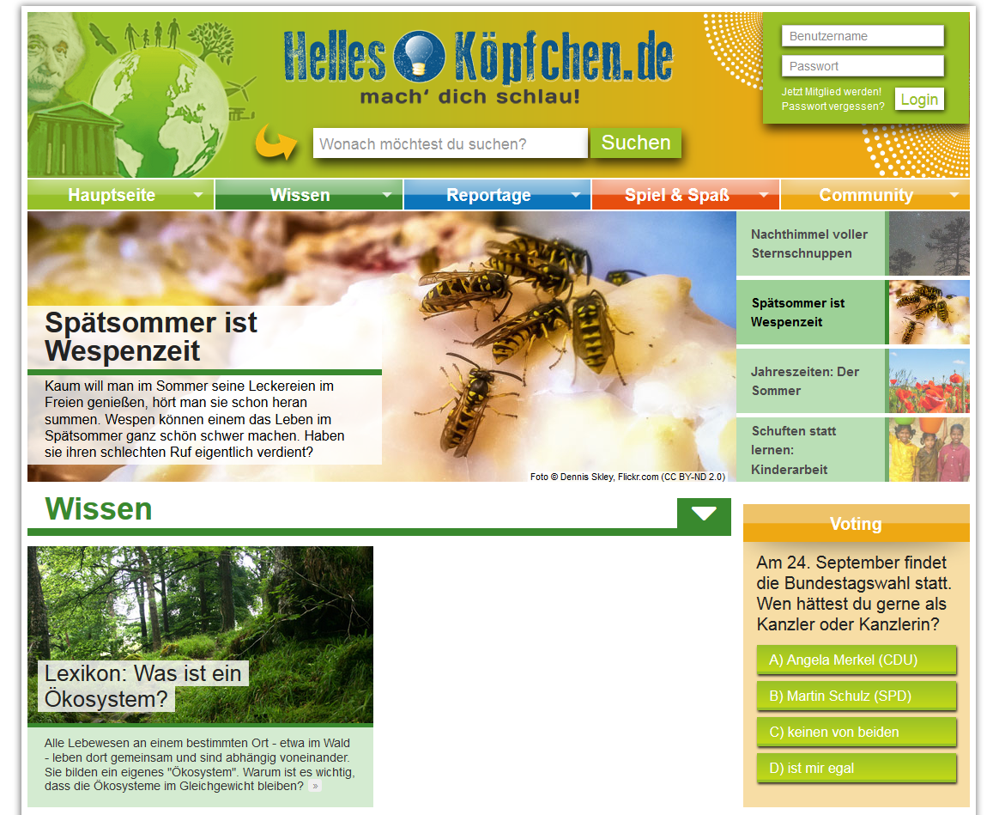 Helles Köpfchen.de
mach' dich schlau!
Benutzername
Passwort
Jetzt Mitglied werden!
Passwort vergessen?
Login
Wonach möchtest du suchen?
Suchen
Hauptseite
Wissen
Reportage
Spiel & Spaß
Community
Spätsommer ist
Wespenzeit
Kaum will man im Sommer seine Leckereien im
Freien genießen, hört man sie schon heran
summen. Wespen können einem das Leben im
Spätsommer ganz schön schwer machen. Haben
sie ihren schlechten Ruf eigentlich verdient?
Foto © Dennis Skley, Flickr.com (CC BY-ND 2.0)
Nachthimmel voller
Sternschnuppen
Spätsommer ist
Wespenzeit
Jahreszeiten: Der
Sommer
Schuften statt
lernen:
Kinderarbeit
Wissen
Lexikon: Was ist ein
Ökosystem?
Alle Lebewesen an einem bestimmten Ort - etwa im Wald
- leben dort gemeinsam und sind abhängig voneinander.
Sie bilden ein eigenes "Ökosystem". Warum ist es wichtig,
dass die Ökosysteme im Gleichgewicht bleiben? »
Voting
Am 24. September findet
die Bundestagswahl statt.
Wen hättest du gerne als
Kanzler oder Kanzlerin?
A) Angela Merkel (CDU)
B) Martin Schulz (SPD)
C) keinen von beiden
D) ist mir egal